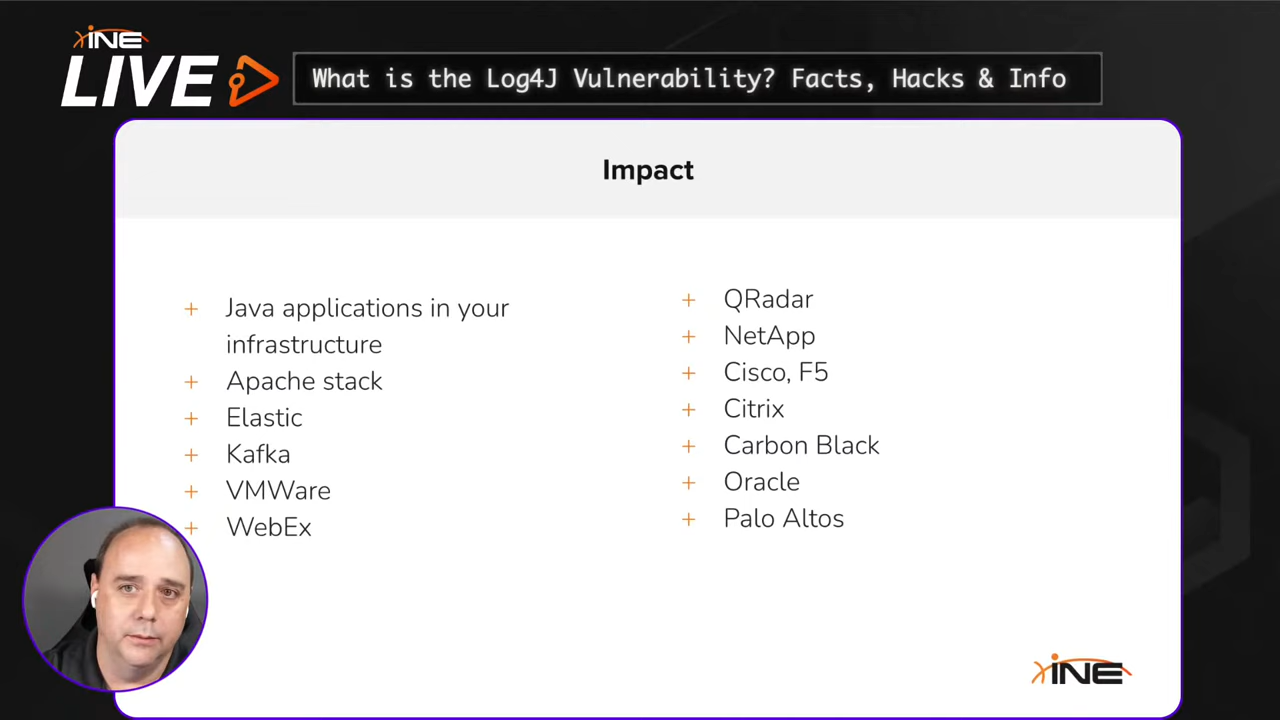 INE
LIVE
What is the Log4J Vulnerability? Facts, Hacks & Info
Impact
+ Java applications in your
infrastructure
+ Apache stack
+ Elastic
+ Kafka
+ VMWare
+ WebEx
+ QRadar
+ NetApp
+ Cisco, F5
+ Citrix
+ Carbon Black
+ Oracle
+ Palo Altos
INE